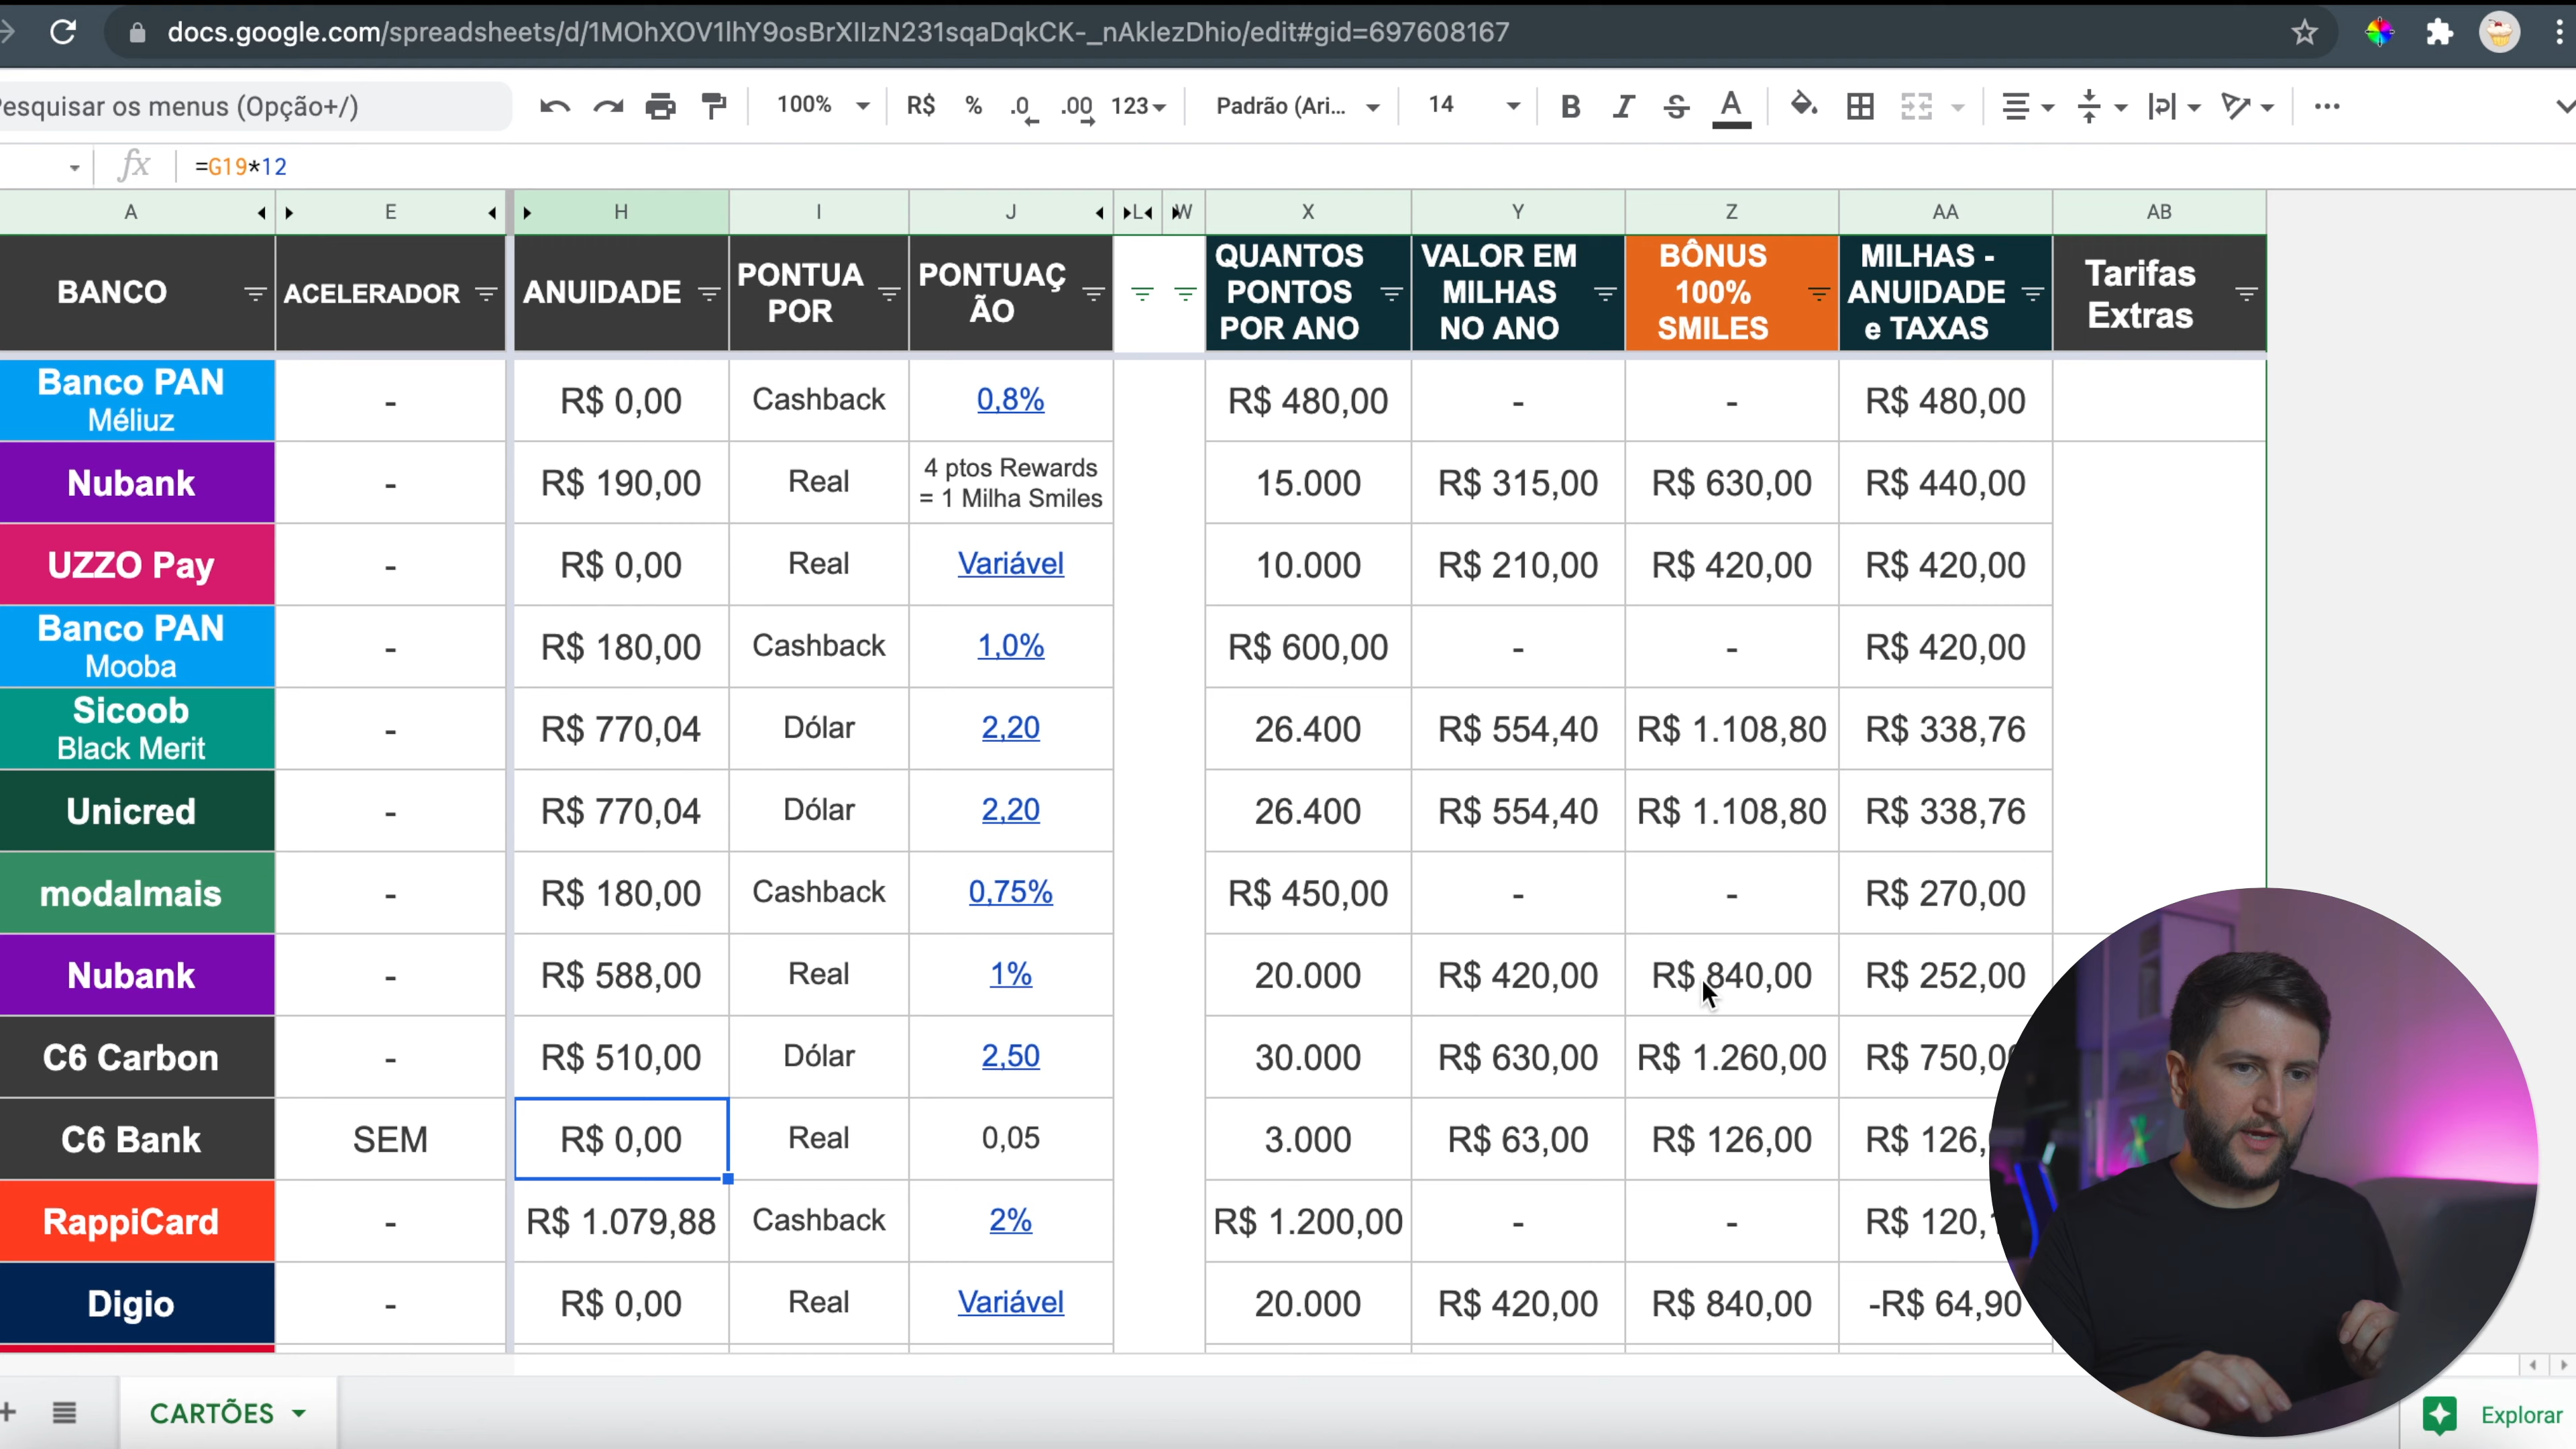 docs.google.com/spreadsheets/d/1MOhXOV1lhY9osBrXIIzN231sqaDqkCK-_nAklezDhio/edit#gid=697608167
esquisar os menus (Opção+/)
100% R$ % .0 .00 123 Padrão (Ari... 14 B I S A
fx =G19*12
A E H I J L W X Y Z AA AB
BANCO
ACELERADOR
ANUIDADE
PONTUA
POR
PONTUAÇ
ÃO
QUANTOS
PONTOS
POR ANO
VALOR EM
MILHAS
NO ANO
BÔNUS
100%
SMILES
MILHAS -
ANUIDADE
e TAXAS
Tarifas
Extras
Banco PAN
Méliuz
- R$ 0,00 Cashback 0,8% R$ 480,00 - - R$ 480,00
Nubank - R$ 190,00 Real
4 ptos Rewards
= 1 Milha Smiles
15.000 R$ 315,00 R$ 630,00 R$ 440,00
UZZO Pay - R$ 0,00 Real Variável 10.000 R$ 210,00 R$ 420,00 R$ 420,00
Banco PAN
Mooba
- R$ 180,00 Cashback 1,0% R$ 600,00 - - R$ 420,00
Sicoob
Black Merit
- R$ 770,04 Dólar 2,20 26.400 R$ 554,40 R$ 1.108,80 R$ 338,76
Unicred - R$ 770,04 Dólar 2,20 26.400 R$ 554,40 R$ 1.108,80 R$ 338,76
modalmais - R$ 180,00 Cashback 0,75% R$ 450,00 - - R$ 270,00
Nubank - R$ 588,00 Real 1% 20.000 R$ 420,00 R$ 840,00 R$ 252,00
C6 Carbon - R$ 510,00 Dólar 2,50 30.000 R$ 630,00 R$ 1.260,00 R$ 750,0
C6 Bank SEM R$ 0,00 Real 0,05 3.000 R$ 63,00 R$ 126,00 R$ 126,
RappiCard - R$ 1.079,88 Cashback 2% R$ 1.200,00 - - R$ 120,
Digio - R$ 0,00 Real Variável 20.000 R$ 420,00 R$ 840,00 -R$ 64,90
CARTÕES
Explorar